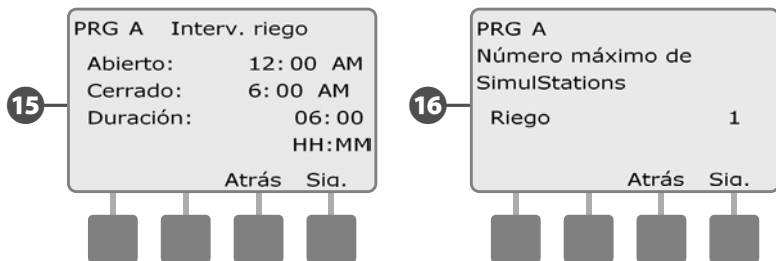 15
PRG A Interv. riego
Abierto: 12:00 AM
Cerrado: 6:00 AM
Duración: 06:00
HH:MM
Atrás Sig.
16
PRG A
Número máximo de
SimulStations
Riego 1
Atrás Sig.